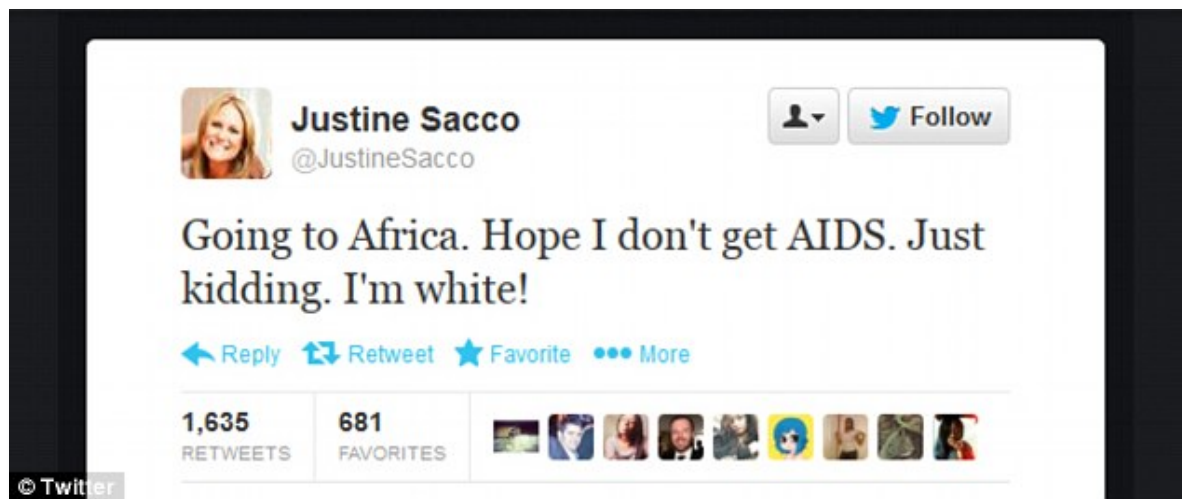 Justine Sacco
@JustineSacco
Follow
Going to Africa. Hope I don't get AIDS. Just
kidding. I'm white!
Reply Retweet Favorite More
1,635 681
RETWEETS FAVORITES
© Twitter